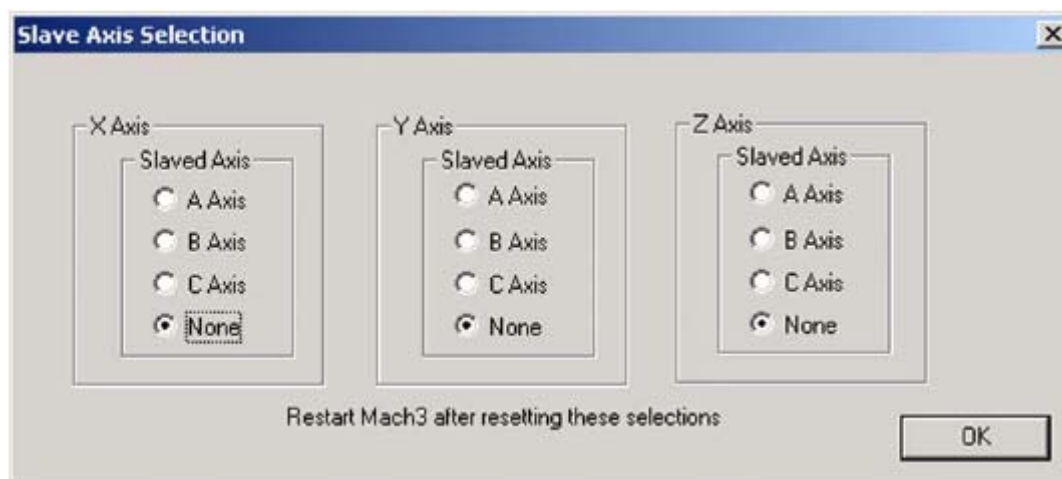 Slave Axis Selection
X Axis
Slaved Axis
A Axis
B Axis
C Axis
None
Y Axis
Slaved Axis
A Axis
B Axis
C Axis
None
Z Axis
Slaved Axis
A Axis
B Axis
C Axis
None
Restart Mach3 after resetting these selections
OK